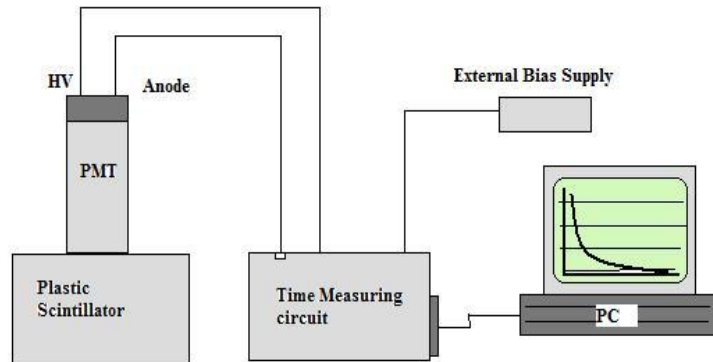 External Bias Supply
HV
Anode
PMT
Plastic
Scintillator
Time Measuring
circuit
PC